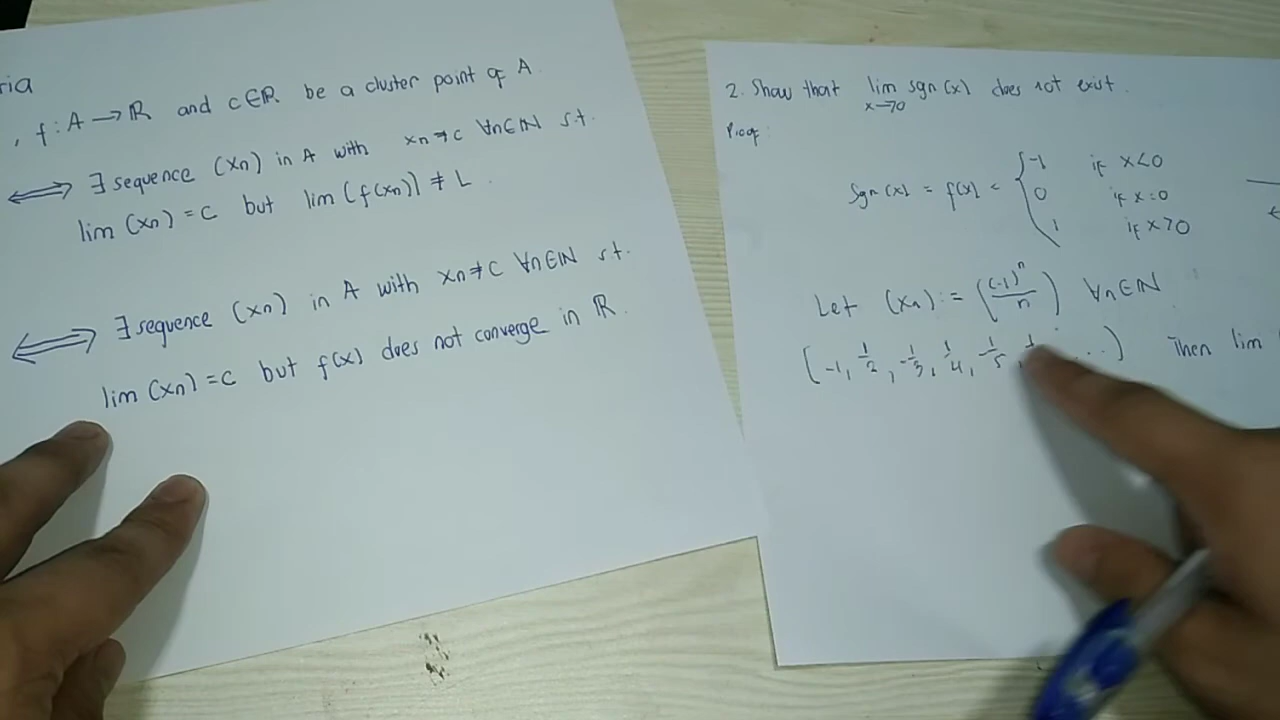 ria
, f: A → ℝ and c∈ℝ be a cluster point of A.
⟺ ∃ sequence (xn) in A with xn ≠ c ∀n∈ℕ s.t.
lim (xn) = c but lim (f(xn)) ≠ L.
⟺ ∃ sequence (xn) in A with xn ≠ c ∀n∈ℕ s.t.
lim (xn) = c but f(x) does not converge in ℝ.
2. Show that lim sgn(x) does not exist.
x→0
Proof:
Sgn(x) = f(x) = { -1 if x<0
0 if x=0
1 if x>0
Let (xn) := ((-1)^n/n) ∀n∈ℕ
(-1, 1/2, -1/3, 1/4, -1/5, ...) Then lim